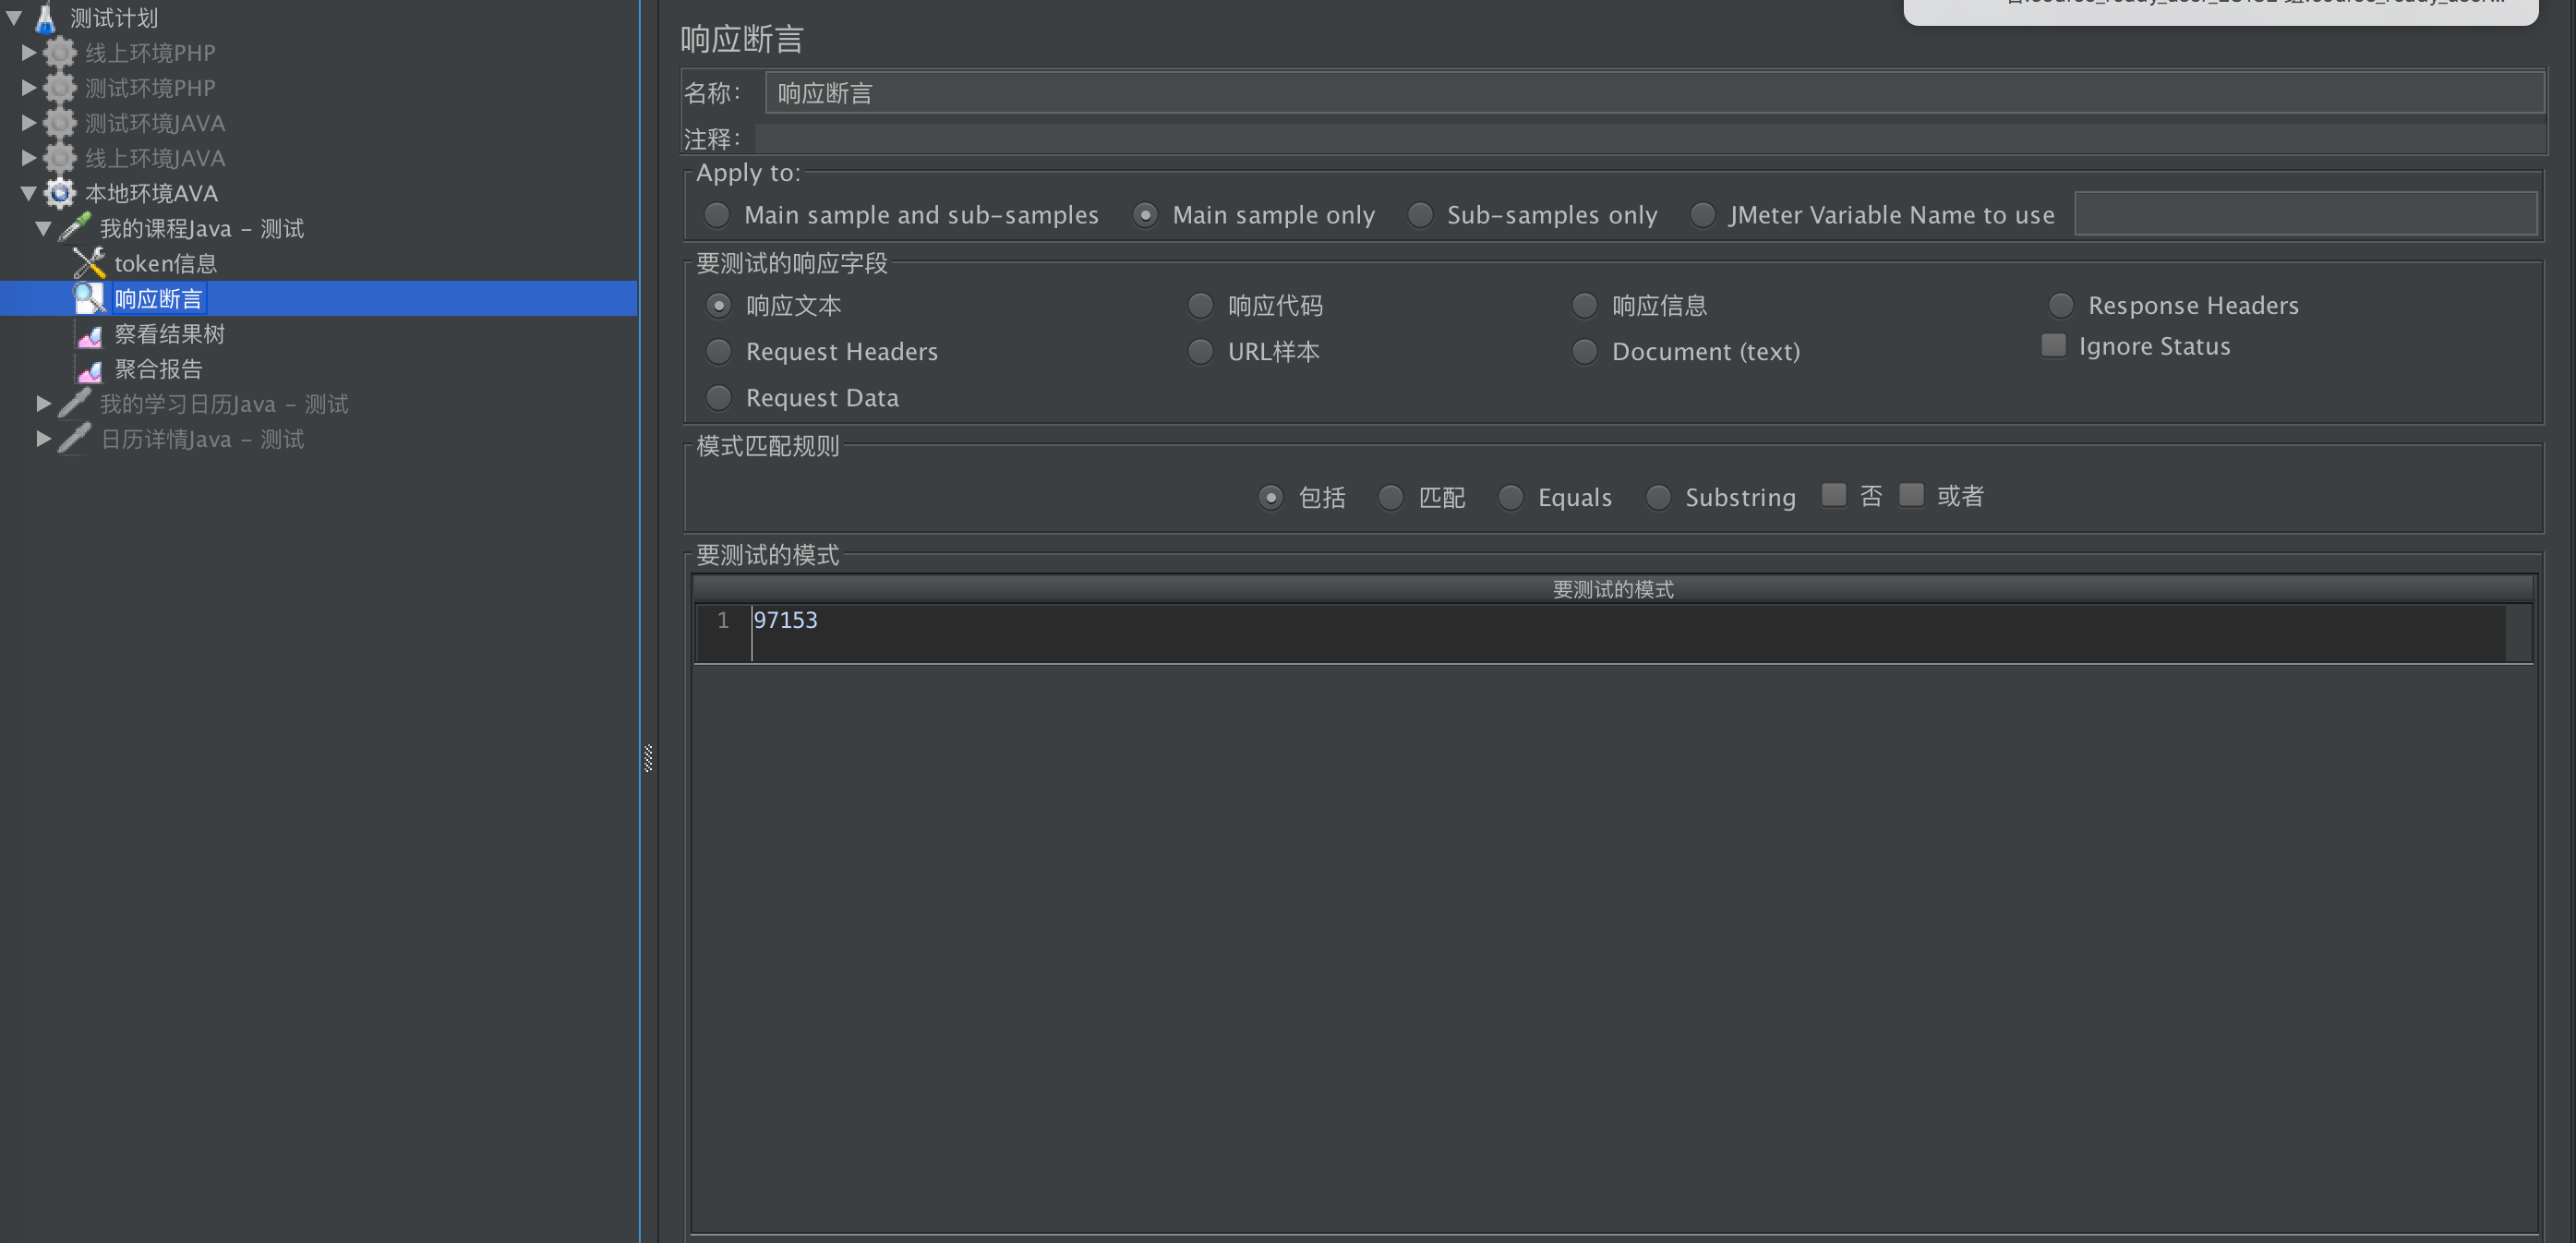 测试计划
线上环境PHP
测试环境PHP
测试环境JAVA
线上环境JAVA
本地环境AVA
我的课程Java - 测试
token信息
响应断言
察看结果树
聚合报告
我的学习日历Java - 测试
日历详情Java - 测试
响应断言
名称： 响应断言
注释：
Apply to:
Main sample and sub-samples Main sample only Sub-samples only JMeter Variable Name to use
要测试的响应字段
响应文本 响应代码 响应信息 Response Headers
Request Headers URL样本 Document (text) Ignore Status
Request Data
模式匹配规则
包括 匹配 Equals Substring 否 或者
要测试的模式
要测试的模式
1 97153